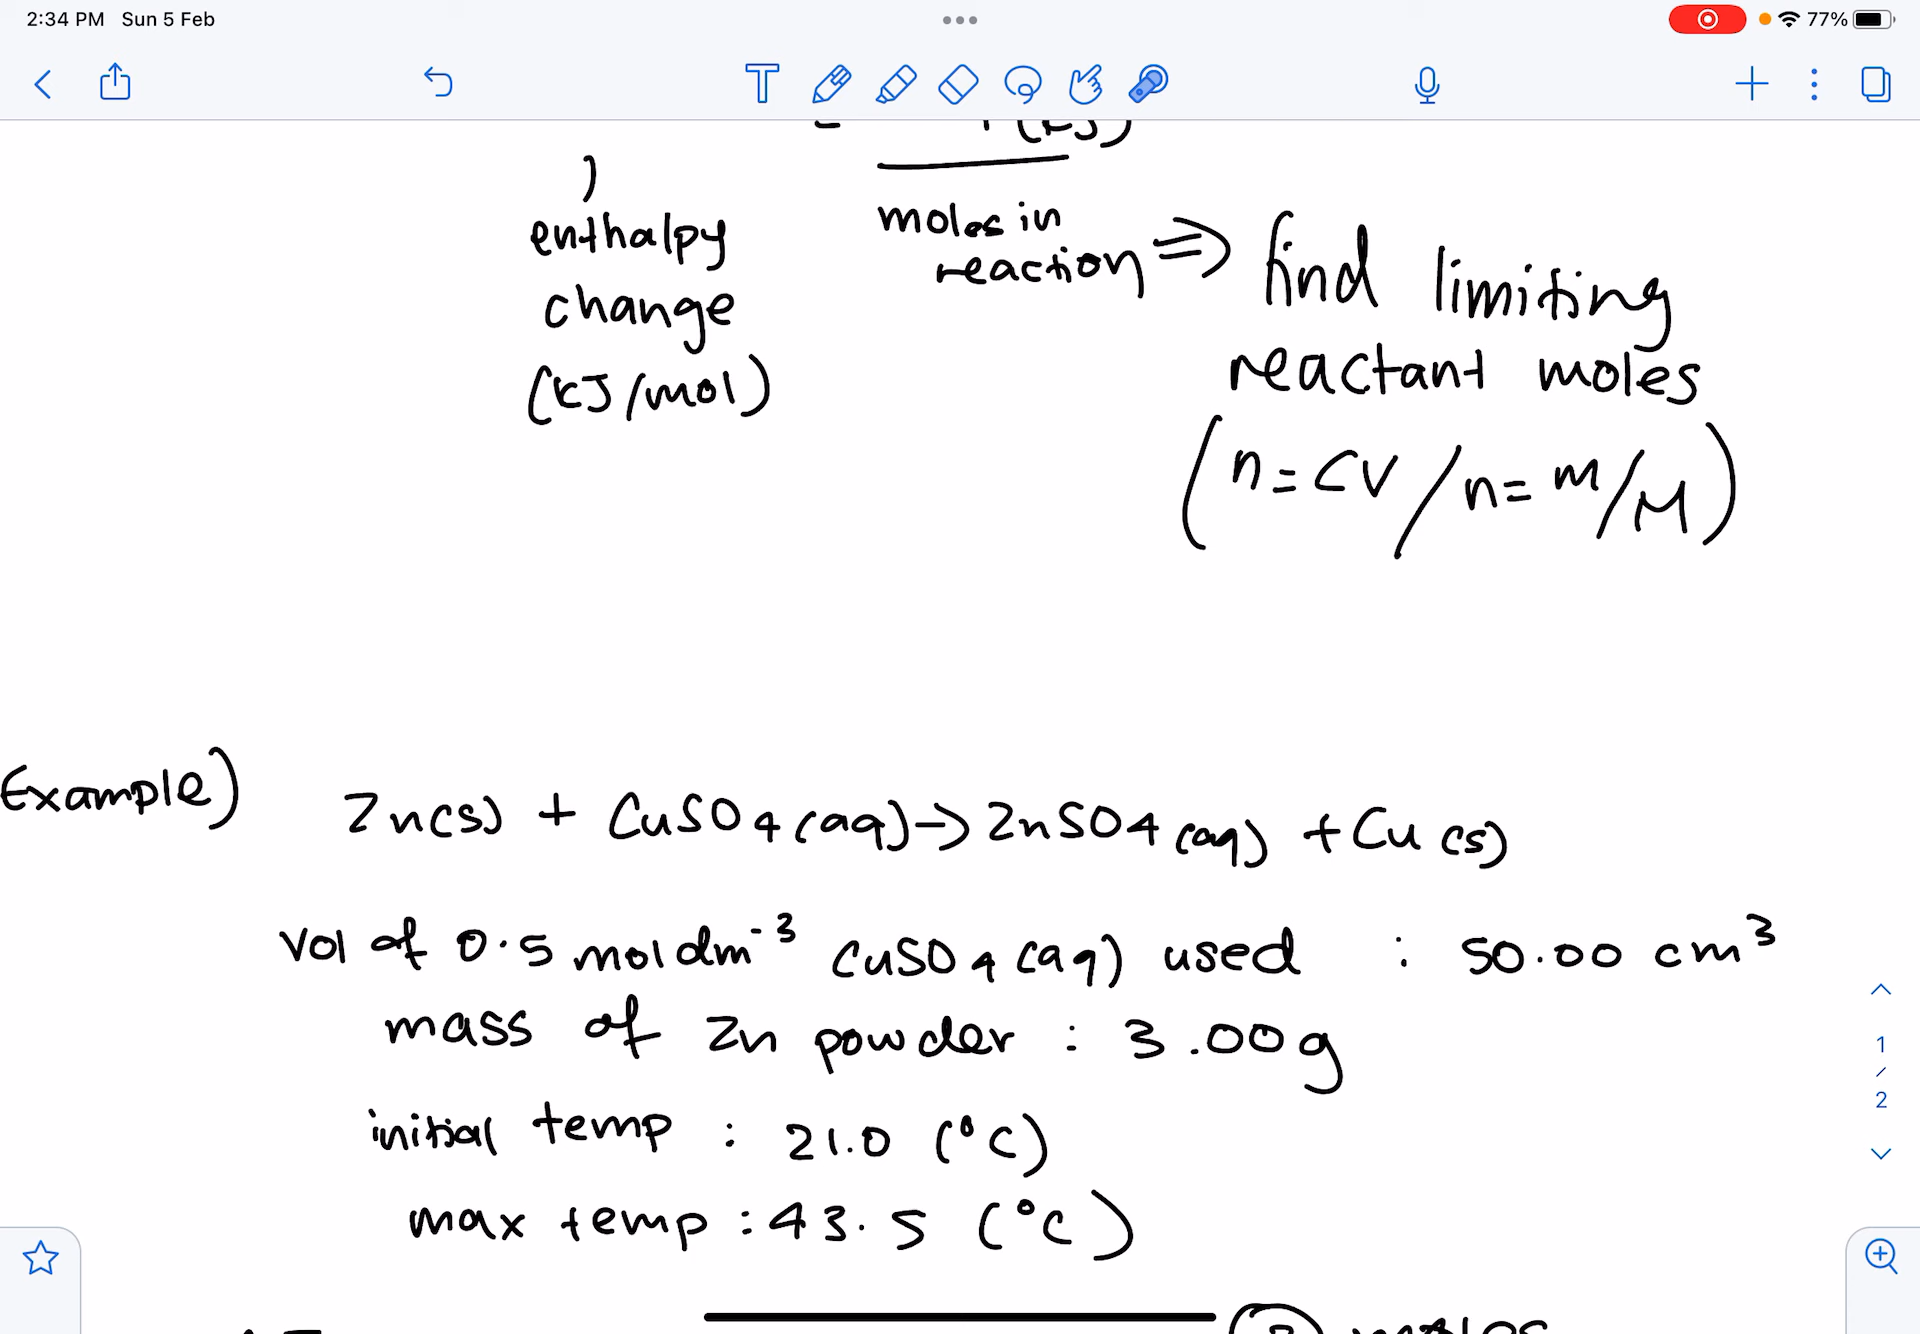 2:34 PM Sun 5 Feb
77%
T
enthalpy
change
(kJ/mol)
moles in
reaction ⇒ find limiting
reactant moles
(n=CV/n=m/M)
Example) Zn(s) + CuSO4(aq) → ZnSO4(aq) + Cu(s)
Vol of 0.5 moldm⁻³ CuSO4(aq) used : 50.00 cm³
mass of Zn powder : 3.00g
initial temp : 21.0 (°C)
max temp : 43.5 (°C)
1
/
2